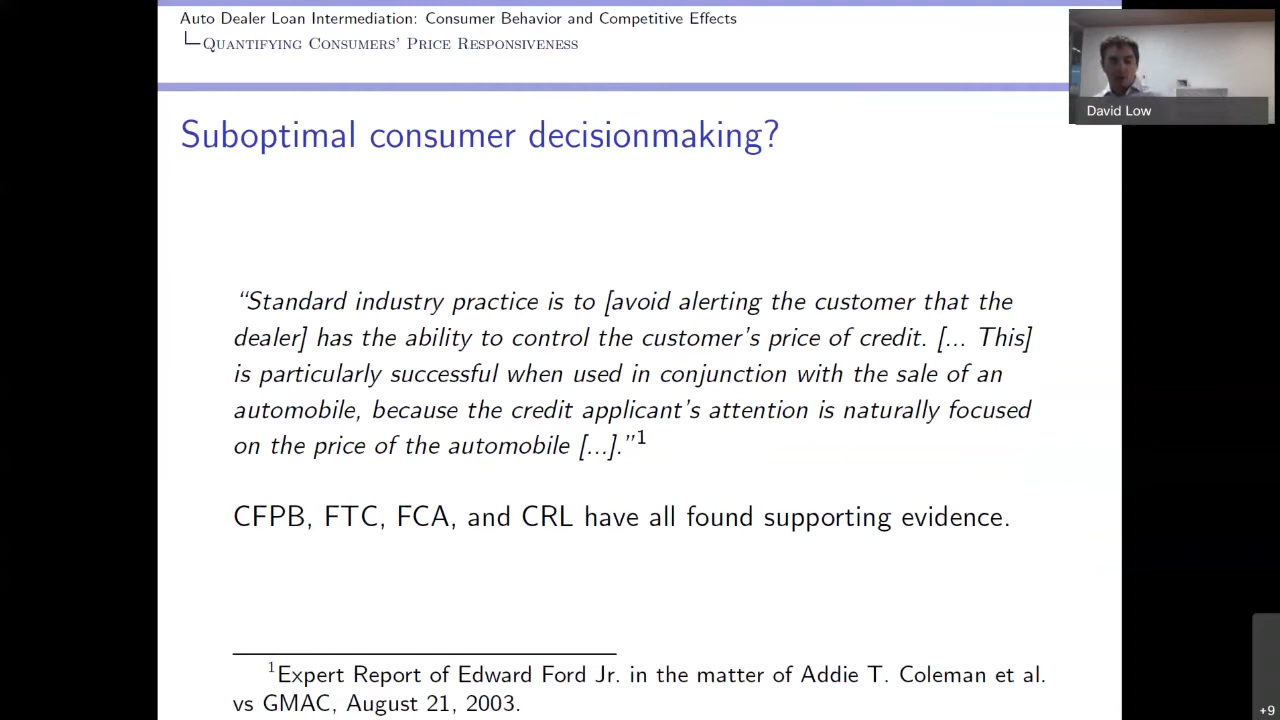 Auto Dealer Loan Intermediation: Consumer Behavior and Competitive Effects
Quantifying Consumers' Price Responsiveness
David Low
Suboptimal consumer decisionmaking?
“Standard industry practice is to [avoid alerting the customer that the
dealer] has the ability to control the customer's price of credit. [... This]
is particularly successful when used in conjunction with the sale of an
automobile, because the credit applicant's attention is naturally focused
on the price of the automobile [...].”1
CFPB, FTC, FCA, and CRL have all found supporting evidence.
1Expert Report of Edward Ford Jr. in the matter of Addie T. Coleman et al.
vs GMAC, August 21, 2003.
+9